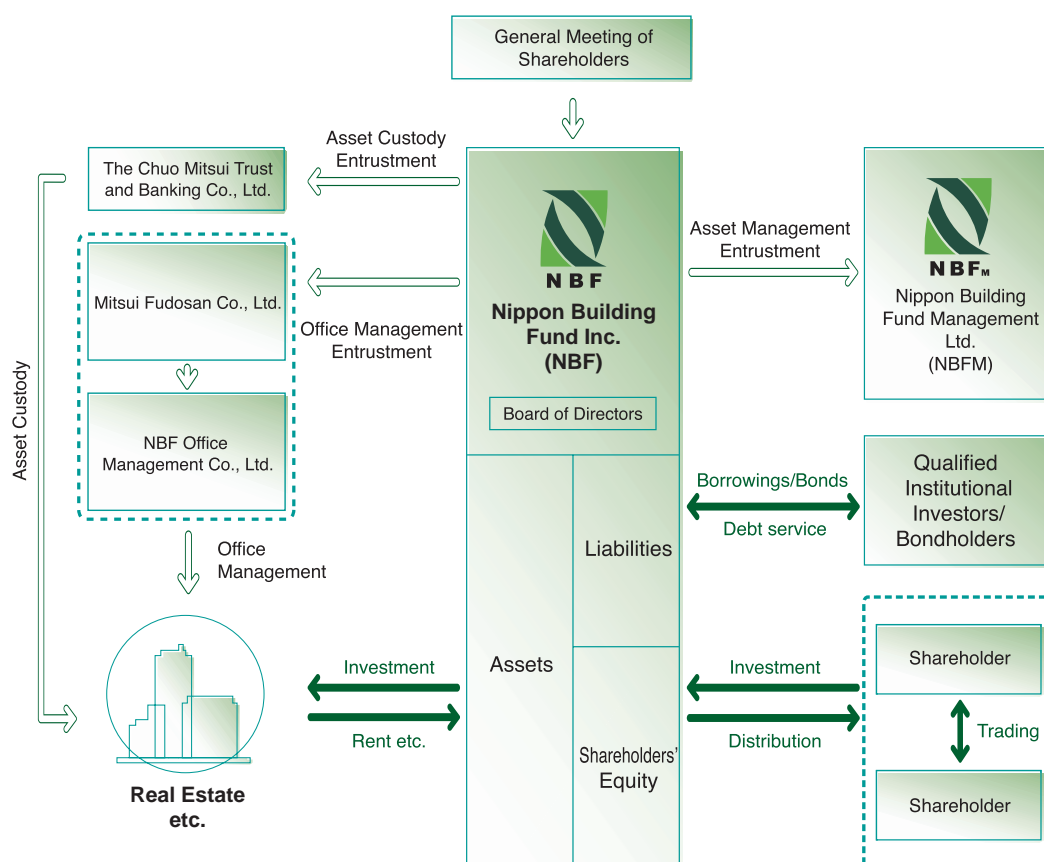 General Meeting of
Shareholders
Asset Custody
Entrustment
The Chuo Mitsui Trust
and Banking Co., Ltd.
Asset Management
Entrustment
NBF
Nippon Building
Fund Inc.
(NBF)
Board of Directors
NBFM
Nippon Building
Fund Management
Ltd.
(NBFM)
Mitsui Fudosan Co., Ltd.
Office Management
Entrustment
NBF Office
Management Co., Ltd.
Asset Custody
Office
Management
Borrowings/Bonds
Debt service
Qualified
Institutional
Investors/
Bondholders
Liabilities
Assets
Shareholders'
Equity
Investment
Rent etc.
Real Estate
etc.
Investment
Distribution
Shareholder
Trading
Shareholder